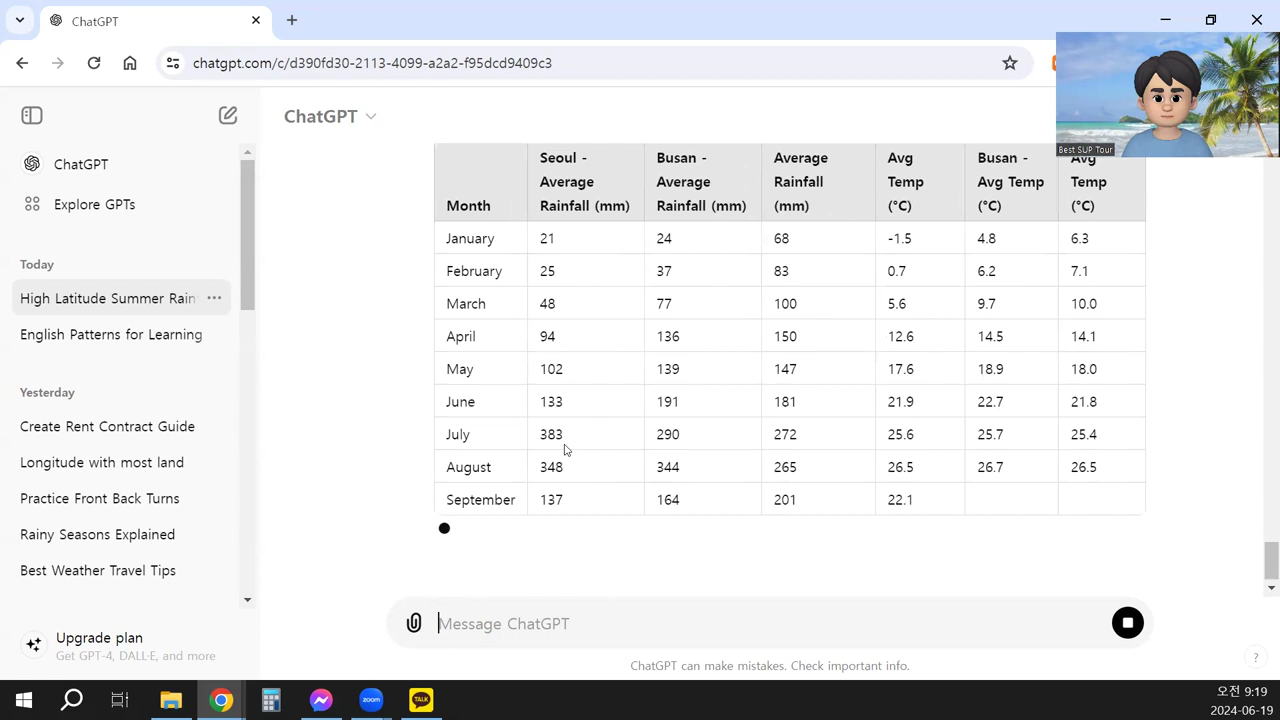 ChatGPT
chatgpt.com/c/d390fd30-2113-4099-a2a2-f95dcd9409c3
Best SUP Tour
ChatGPT
Explore GPTs
Today
High Latitude Summer Rain
English Patterns for Learning
Yesterday
Create Rent Contract Guide
Longitude with most land
Practice Front Back Turns
Rainy Seasons Explained
Best Weather Travel Tips
Upgrade plan
Get GPT-4, DALL·E, and more
ChatGPT
Month Seoul - Average Rainfall (mm) Busan - Average Rainfall (mm) Average Rainfall (mm) Avg Temp (°C) Busan - Avg Temp (°C) Avg Temp (°C)
January 21 24 68 -1.5 4.8 6.3
February 25 37 83 0.7 6.2 7.1
March 48 77 100 5.6 9.7 10.0
April 94 136 150 12.6 14.5 14.1
May 102 139 147 17.6 18.9 18.0
June 133 191 181 21.9 22.7 21.8
July 383 290 272 25.6 25.7 25.4
August 348 344 265 26.5 26.7 26.5
September 137 164 201 22.1
Message ChatGPT
ChatGPT can make mistakes. Check important info.
?
zoom
TALK
오전 9:19
2024-06-19